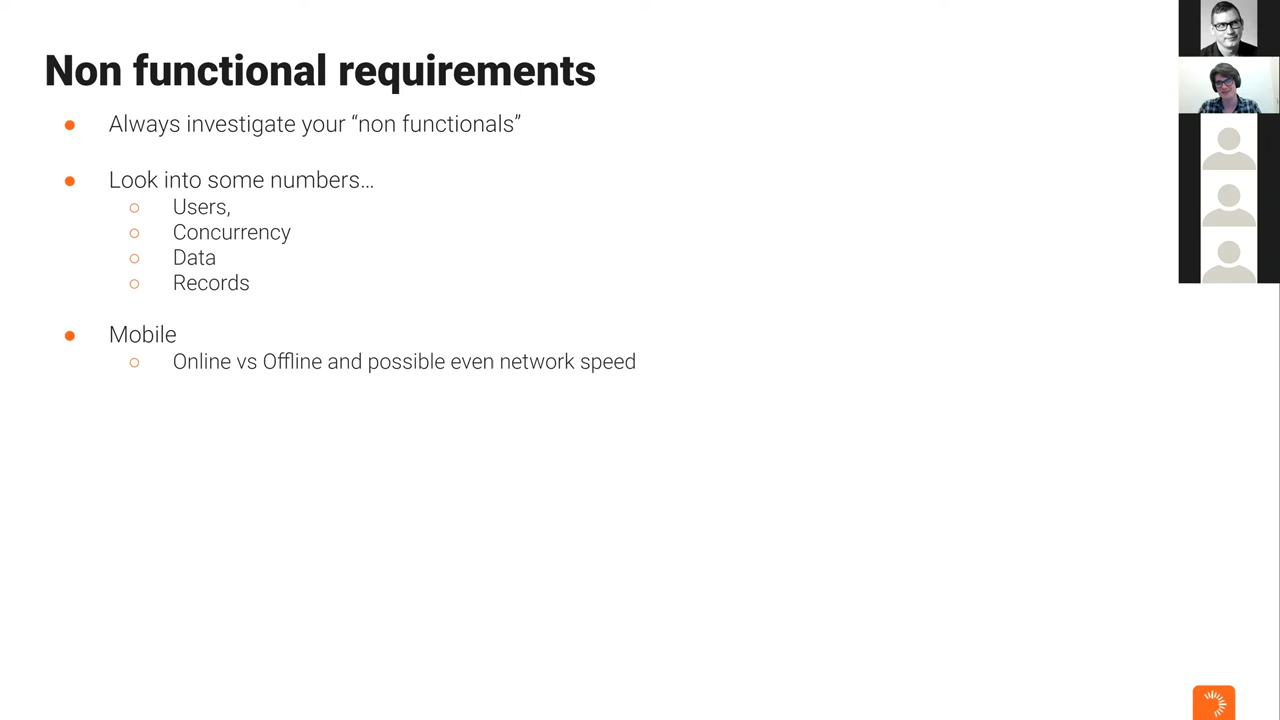 Non functional requirements
Always investigate your “non functionals”
Look into some numbers…
Users,
Concurrency
Data
Records
Mobile
Online vs Offline and possible even network speed